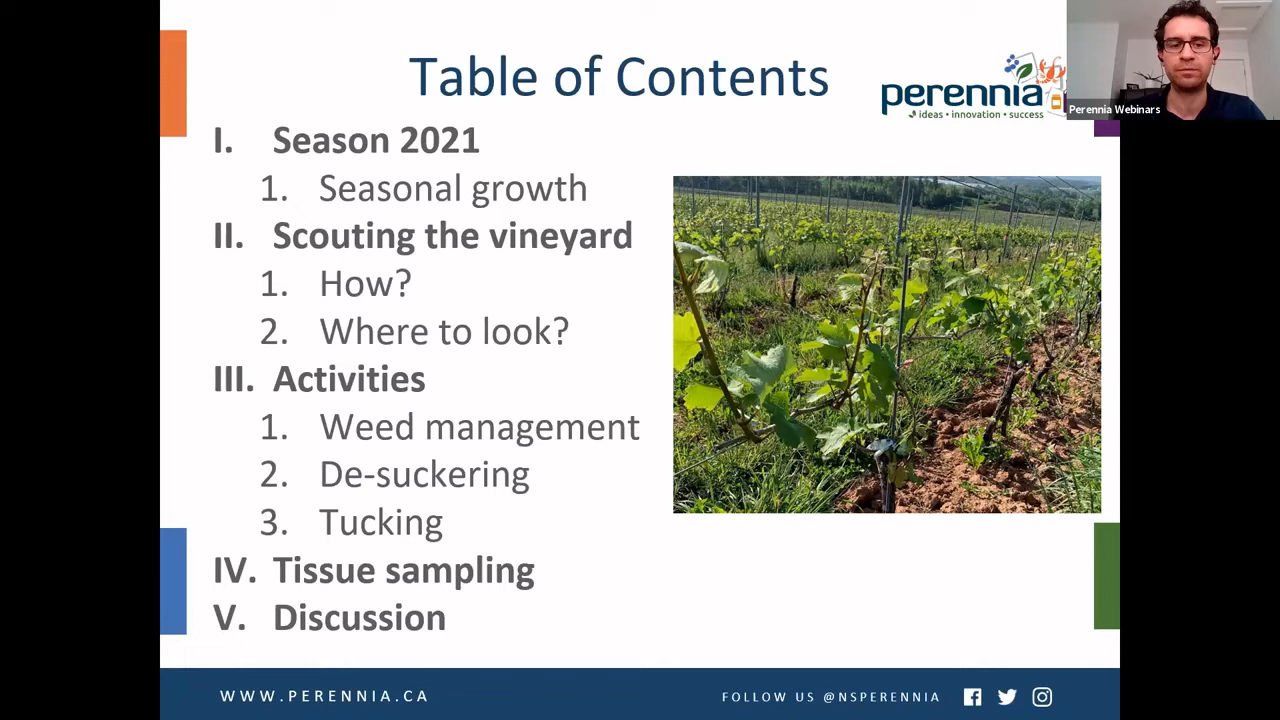 Table of Contents
perennia
ideas • innovation • success
Perennia Webinars
I. Season 2021
1. Seasonal growth
II. Scouting the vineyard
1. How?
2. Where to look?
III. Activities
1. Weed management
2. De-suckering
3. Tucking
IV. Tissue sampling
V. Discussion
WWW.PERENNIA.CA
FOLLOW US @NSPERENNIA